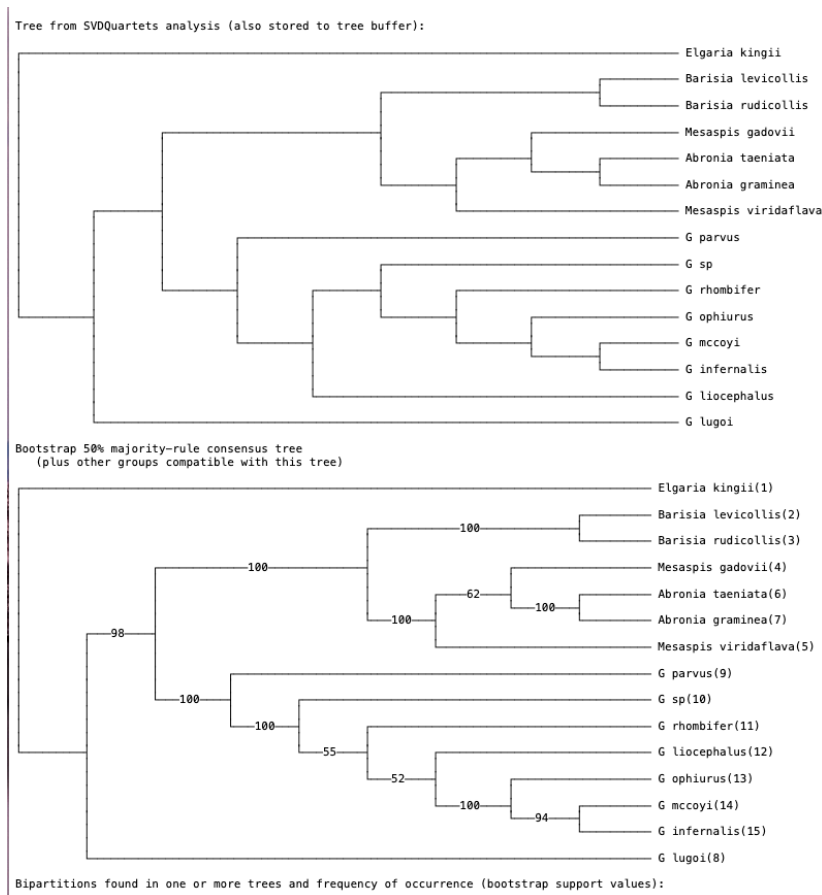 Tree from SVDQuartets analysis (also stored to tree buffer):
Elgaria kingii
Barisia levicollis
Barisia rudicollis
Mesaspis gadovii
Abronia taeniata
Abronia graminea
Mesaspis viridaflava
G parvus
G sp
G rhombifer
G ophiurus
G mccoyi
G infernalis
G liocephalus
G lugoi
Bootstrap 50% majority-rule consensus tree
(plus other groups compatible with this tree)
Elgaria kingii(1)
Barisia levicollis(2)
100
Barisia rudicollis(3)
100
Mesaspis gadovii(4)
62
Abronia taeniata(6)
100
Abronia graminea(7)
100
98
Mesaspis viridaflava(5)
G parvus(9)
100
G sp(10)
100
G rhombifer(11)
55
G liocephalus(12)
52
G ophiurus(13)
100
G mccoyi(14)
94
G infernalis(15)
G lugoi(8)
Bipartitions found in one or more trees and frequency of occurrence (bootstrap support values):